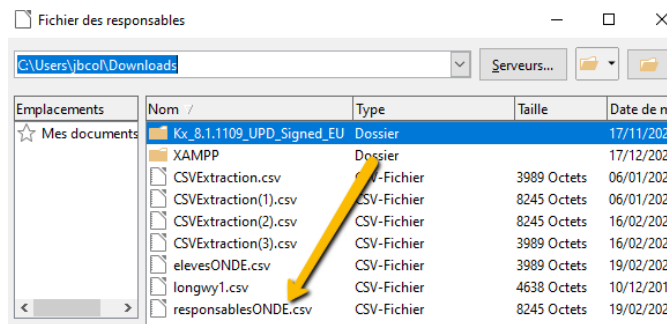 Fichier des responsables
C:\Users\jbcol\Downloads Serveurs...
Emplacements Nom Type Taille Date de m
Mes documents Kx_8.1.1109_UPD_Signed_EU Dossier 17/11/202
XAMPP Dossier 17/12/202
CSVExtraction.csv CSV-Fichier 3989 Octets 06/01/202
CSVExtraction(1).csv CSV-Fichier 8245 Octets 06/01/202
CSVExtraction(2).csv CSV-Fichier 8245 Octets 16/02/202
CSVExtraction(3).csv CSV-Fichier 3989 Octets 16/02/202
elevesONDE.csv CSV-Fichier 3989 Octets 19/02/202
longwy1.csv CSV-Fichier 4638 Octets 10/12/201
responsablesONDE.csv CSV-Fichier 8245 Octets 19/02/202